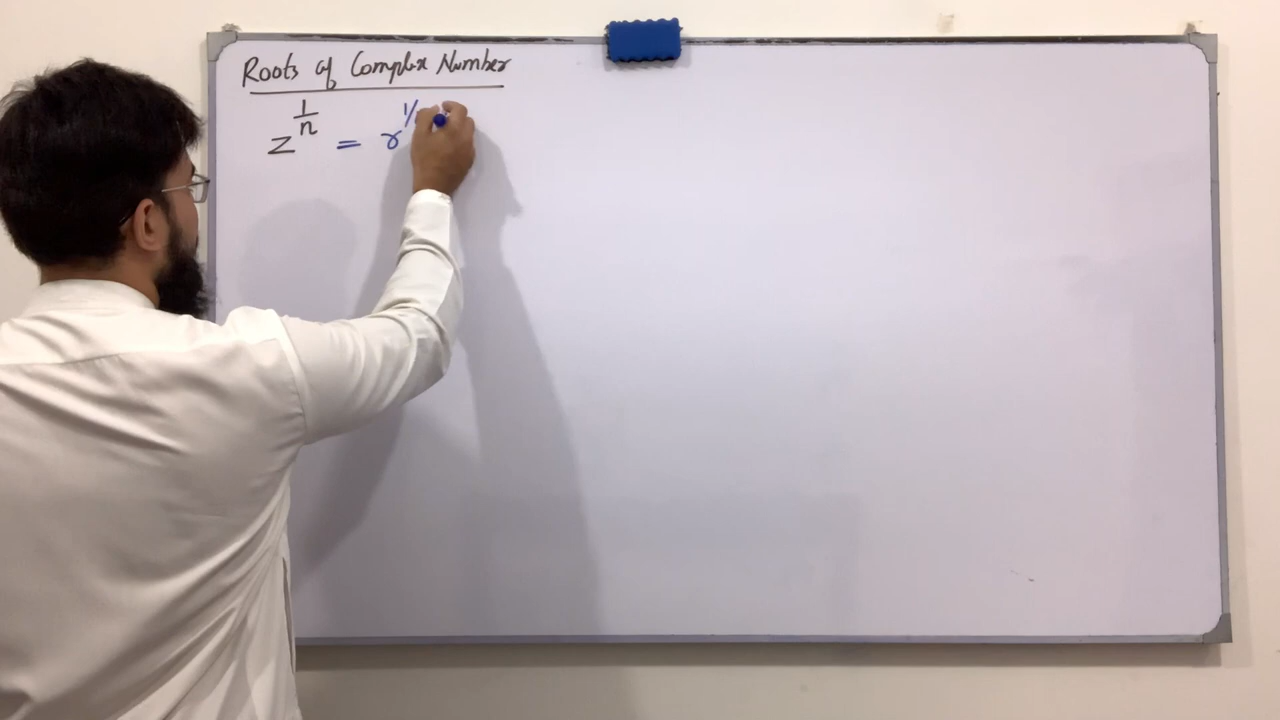 Roots of Complex Number
z^{1/n} = r^{1/